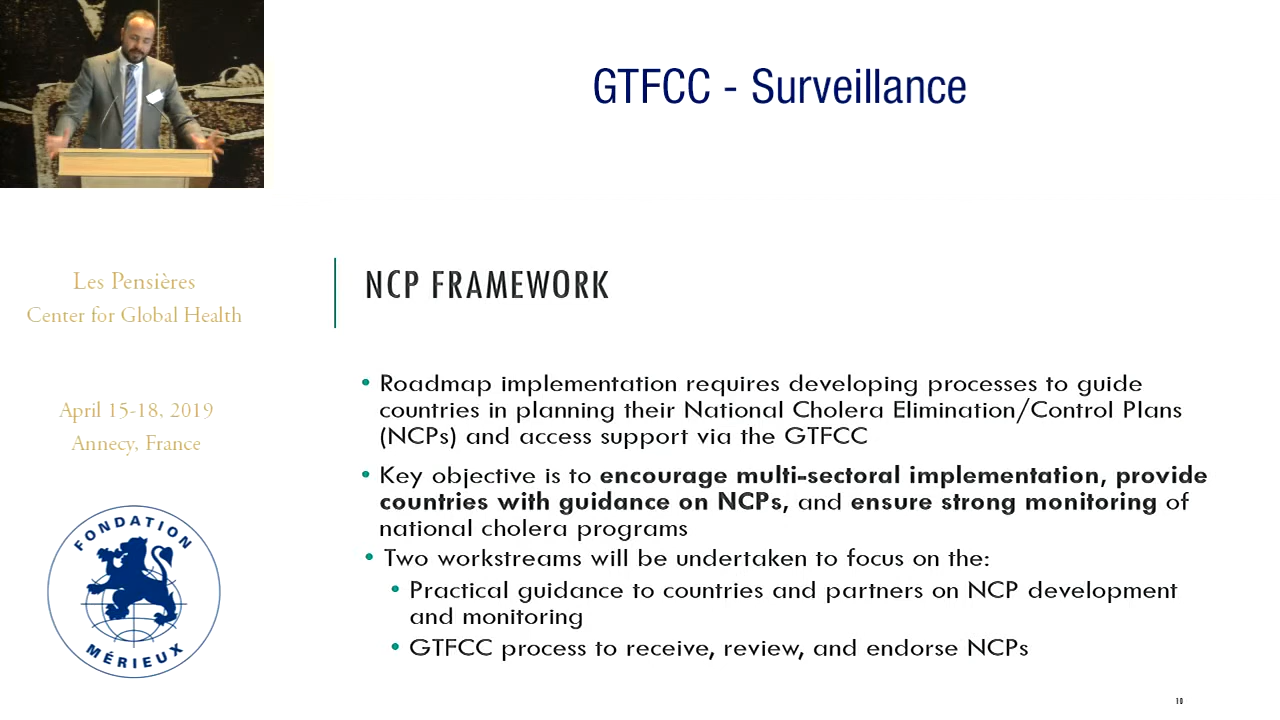 GTFCC - Surveillance
Les Pensières
Center for Global Health
April 15-18, 2019
Annecy, France
FONDATION
MÉRIEUX
NCP FRAMEWORK
• Roadmap implementation requires developing processes to guide
countries in planning their National Cholera Elimination/Control Plans
(NCPs) and access support via the GTFCC
• Key objective is to encourage multi-sectoral implementation, provide
countries with guidance on NCPs, and ensure strong monitoring of
national cholera programs
• Two workstreams will be undertaken to focus on the:
• Practical guidance to countries and partners on NCP development
and monitoring
• GTFCC process to receive, review, and endorse NCPs